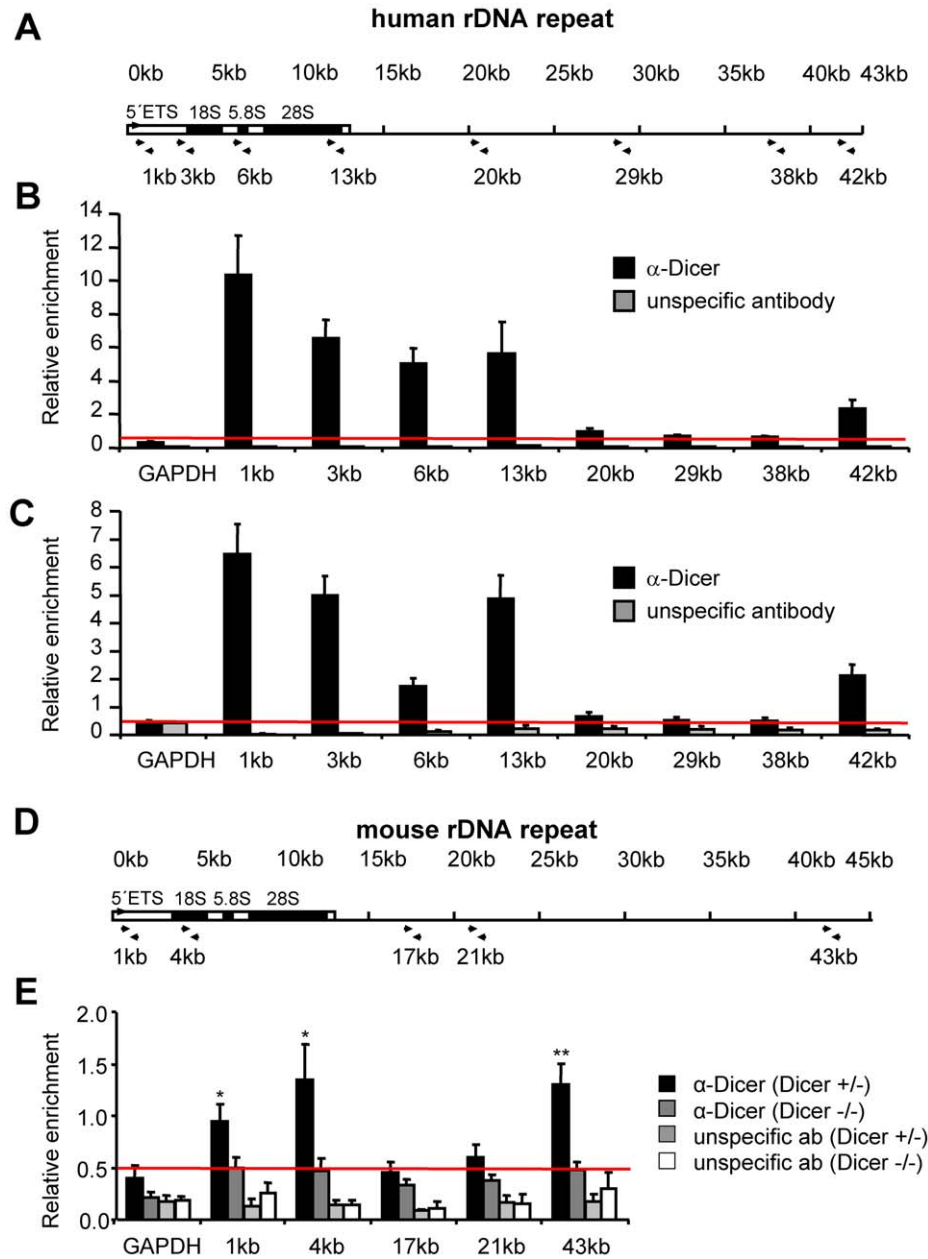 A
human rDNA repeat
0kb 5kb 10kb 15kb 20kb 25kb 30kb 35kb 40kb 43kb
5´ETS 18S 5.8S 28S
1kb 3kb 6kb 13kb 20kb 29kb 38kb 42kb
B
Relative enrichment
14
12
10
8
6
4
2
0
α-Dicer
unspecific antibody
GAPDH 1kb 3kb 6kb 13kb 20kb 29kb 38kb 42kb
C
Relative enrichment
8
7
6
5
4
3
2
1
0
α-Dicer
unspecific antibody
GAPDH 1kb 3kb 6kb 13kb 20kb 29kb 38kb 42kb
D
mouse rDNA repeat
0kb 5kb 10kb 15kb 20kb 25kb 30kb 35kb 40kb 45kb
5´ETS 18S 5.8S 28S
1kb 4kb 17kb 21kb 43kb
E
Relative enrichment
2.0
1.5
1.0
0.5
0.0
* * **
α-Dicer (Dicer +/-)
α-Dicer (Dicer -/-)
unspecific ab (Dicer +/-)
unspecific ab (Dicer -/-)
GAPDH 1kb 4kb 17kb 21kb 43kb